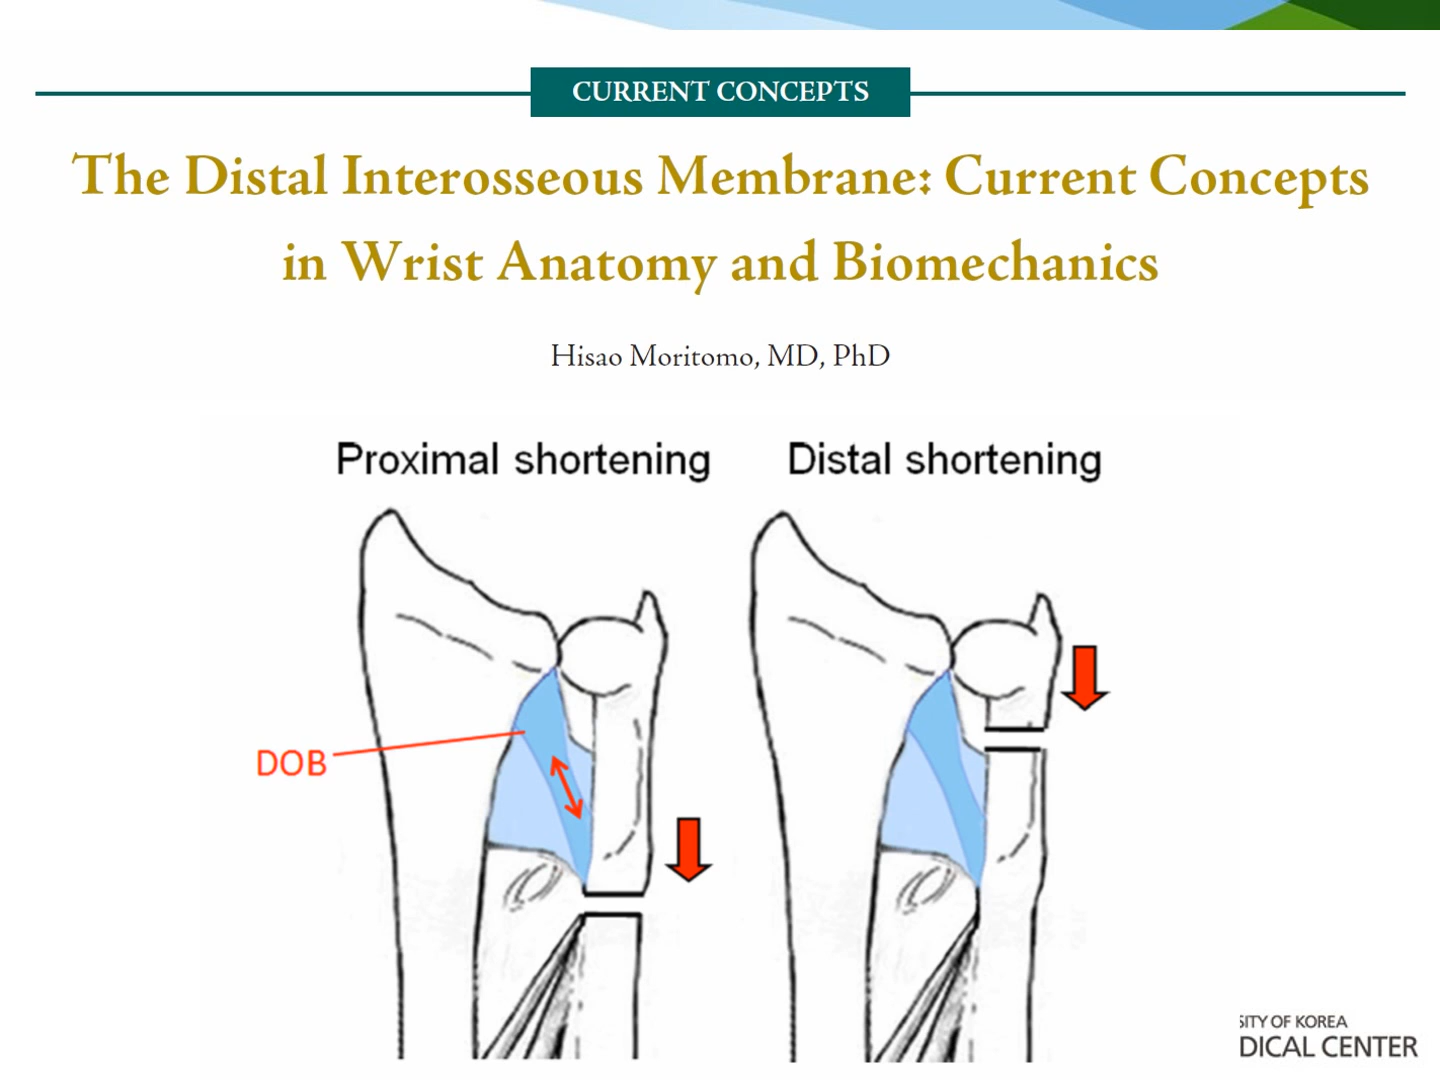 CURRENT CONCEPTS
The Distal Interosseous Membrane: Current Concepts
in Wrist Anatomy and Biomechanics
Hisao Moritomo, MD, PhD
Proximal shortening
Distal shortening
DOB
SITY OF KOREA
DICAL CENTER